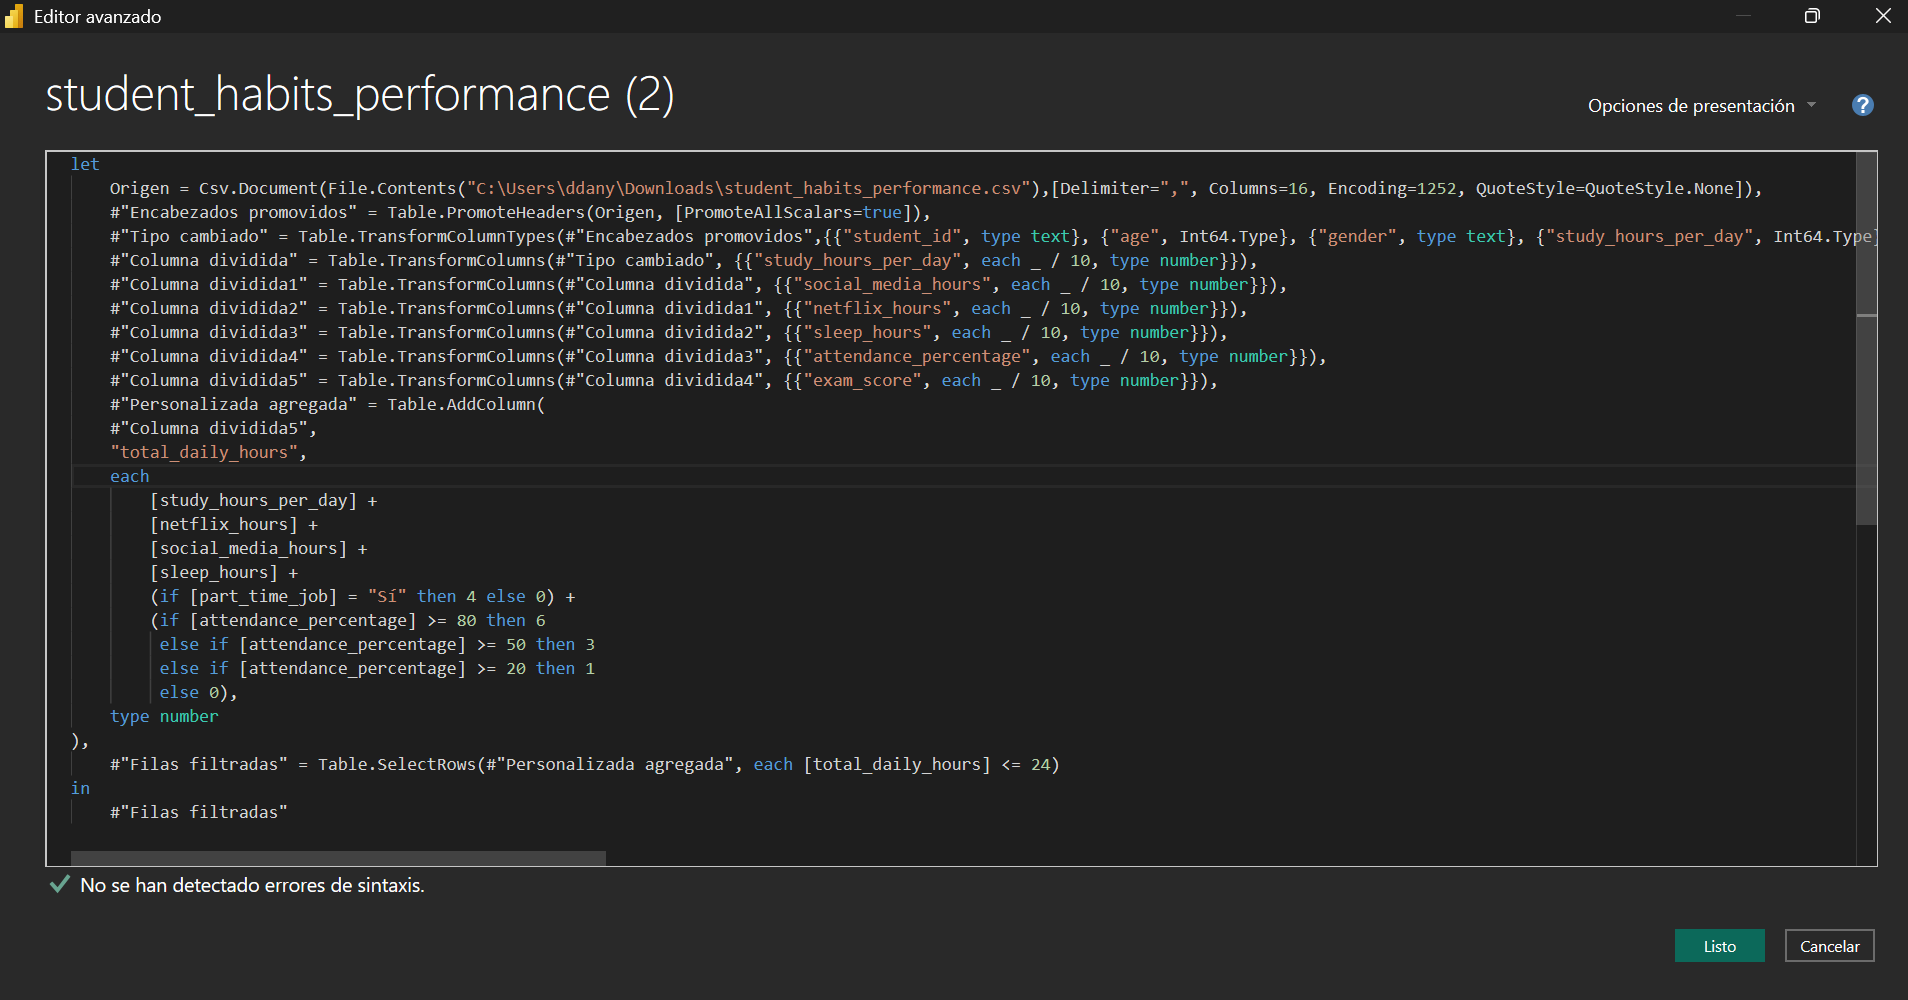 Editor avanzado
student_habits_performance (2)
Opciones de presentación
?
let
Origen = Csv.Document(File.Contents("C:\Users\ddany\Downloads\student_habits_performance.csv"),[Delimiter=",", Columns=16, Encoding=1252, QuoteStyle=QuoteStyle.None]),
#"Encabezados promovidos" = Table.PromoteHeaders(Origen, [PromoteAllScalars=true]),
#"Tipo cambiado" = Table.TransformColumnTypes(#"Encabezados promovidos",{{"student_id", type text}, {"age", Int64.Type}, {"gender", type text}, {"study_hours_per_day", Int64.Type}
#"Columna dividida" = Table.TransformColumns(#"Tipo cambiado", {{"study_hours_per_day", each _ / 10, type number}}),
#"Columna dividida1" = Table.TransformColumns(#"Columna dividida", {{"social_media_hours", each _ / 10, type number}}),
#"Columna dividida2" = Table.TransformColumns(#"Columna dividida1", {{"netflix_hours", each _ / 10, type number}}),
#"Columna dividida3" = Table.TransformColumns(#"Columna dividida2", {{"sleep_hours", each _ / 10, type number}}),
#"Columna dividida4" = Table.TransformColumns(#"Columna dividida3", {{"attendance_percentage", each _ / 10, type number}}),
#"Columna dividida5" = Table.TransformColumns(#"Columna dividida4", {{"exam_score", each _ / 10, type number}}),
#"Personalizada agregada" = Table.AddColumn(
#"Columna dividida5",
"total_daily_hours",
each
[study_hours_per_day] +
[netflix_hours] +
[social_media_hours] +
[sleep_hours] +
(if [part_time_job] = "Sí" then 4 else 0) +
(if [attendance_percentage] >= 80 then 6
else if [attendance_percentage] >= 50 then 3
else if [attendance_percentage] >= 20 then 1
else 0),
type number
),
#"Filas filtradas" = Table.SelectRows(#"Personalizada agregada", each [total_daily_hours] <= 24)
in
#"Filas filtradas"
No se han detectado errores de sintaxis.
Listo
Cancelar